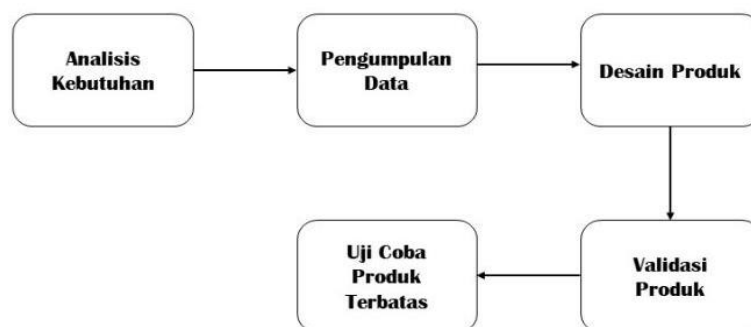 Analisis
Kebutuhan
Pengumpulan
Data
Desain Produk
Validasi
Produk
Uji Coba
Produk
Terbatas